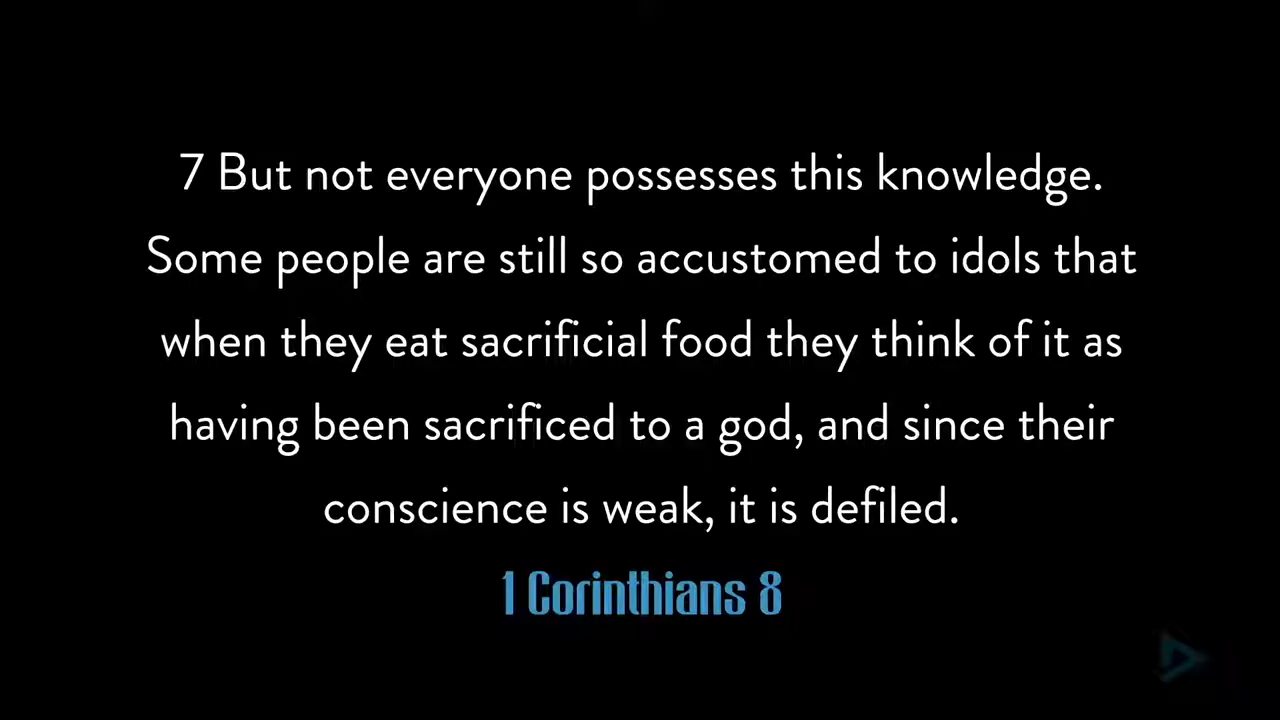 7 But not everyone possesses this knowledge.
Some people are still so accustomed to idols that
when they eat sacrificial food they think of it as
having been sacrificed to a god, and since their
conscience is weak, it is defiled.
1 Corinthians 8